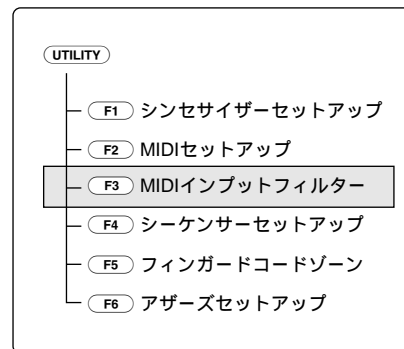 UTILITY
F1 シンセサイザーセットアップ
F2 MIDIセットアップ
F3 MIDIインプットフィルター
F4 シーケンサーセットアップ
F5 フィンガードコードゾーン
F6 アザーズセットアップ